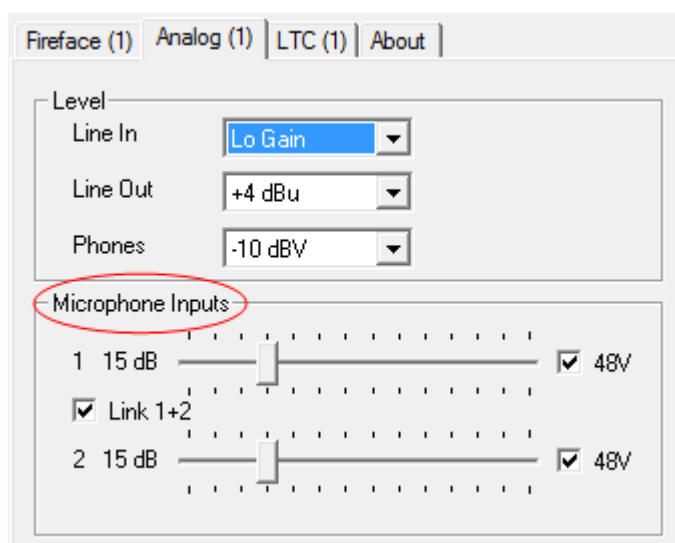 Fireface (1) Analog (1) LTC (1) About
Level
Line In Lo Gain
Line Out +4 dBu
Phones -10 dBV
Microphone Inputs
1 15 dB 48V
Link 1+2
2 15 dB 48V